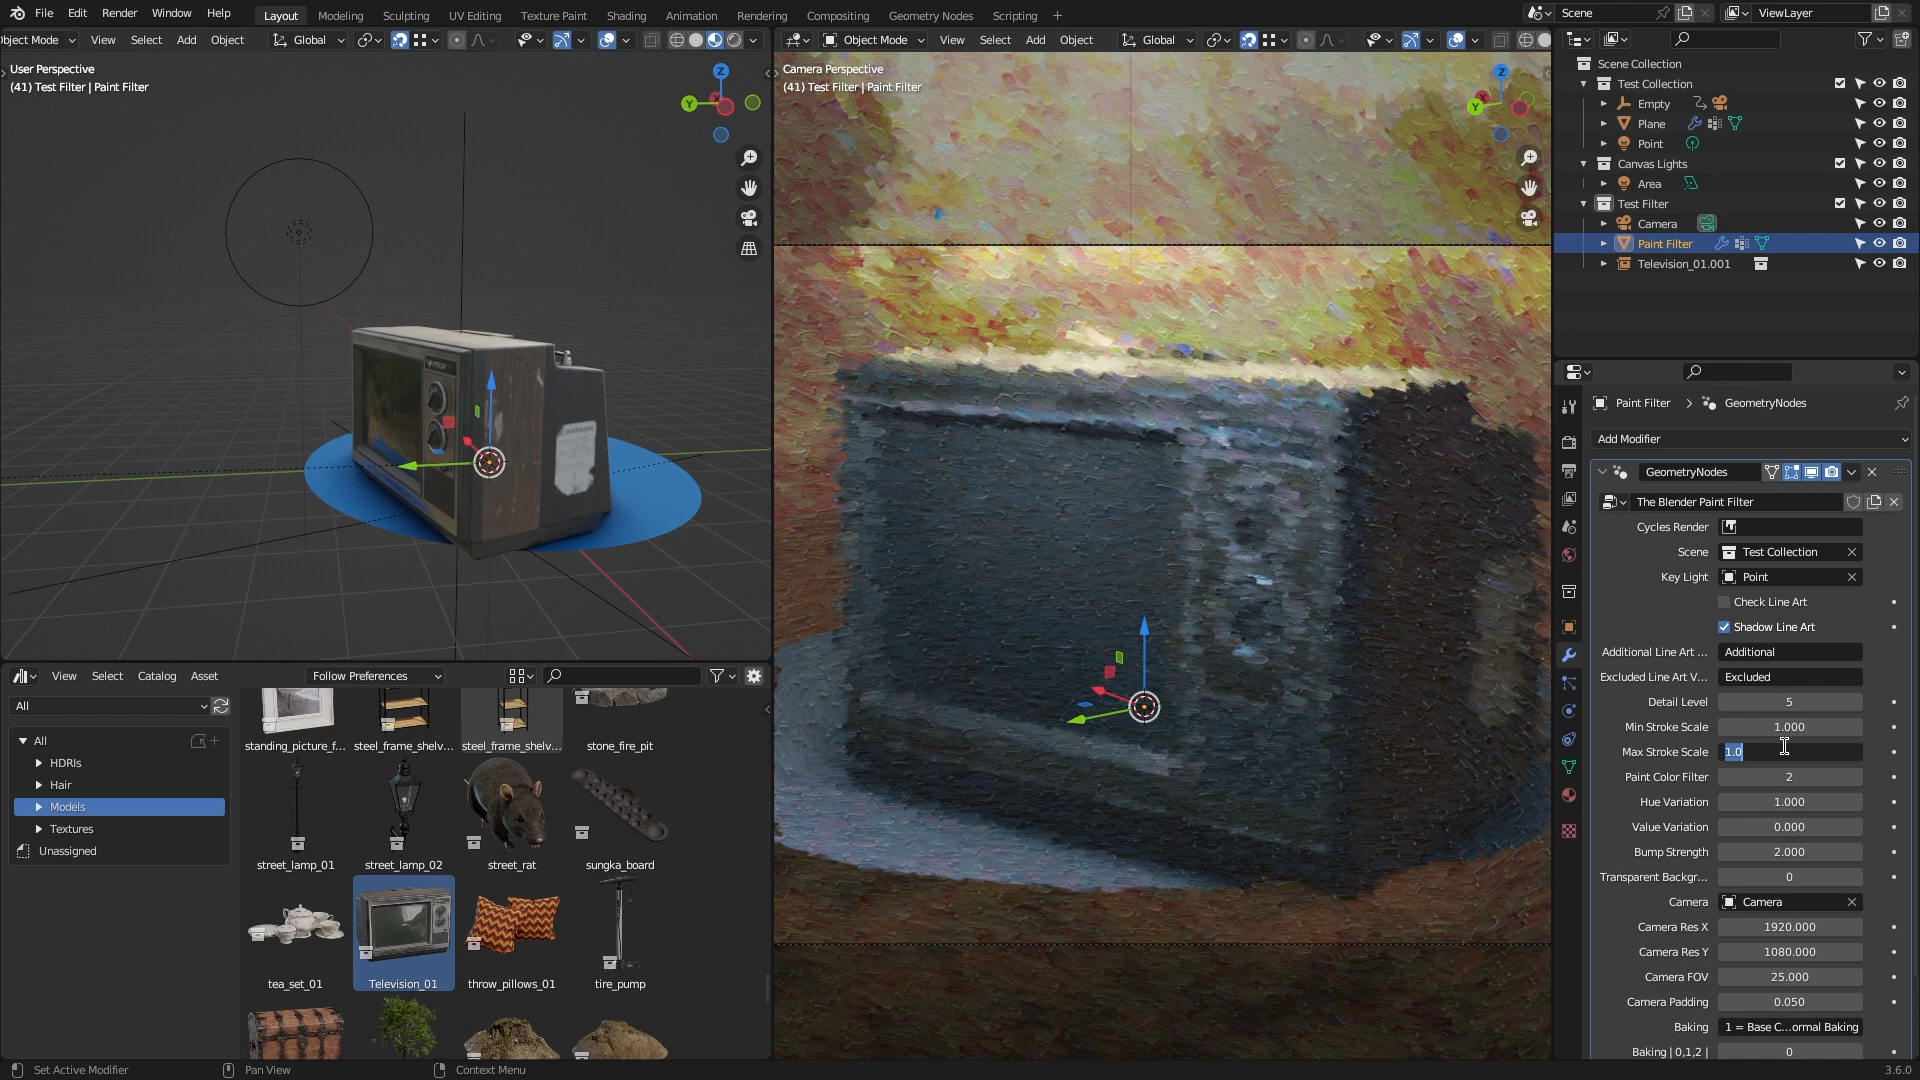 File Edit Render Window Help Layout Modeling Sculpting UV Editing Texture Paint Shading Animation Rendering Compositing Geometry Nodes Scripting + Scene ViewLayer
bject Mode View Select Add Object Global
Object Mode View Select Add Object Global
User Perspective
(41) Test Filter | Paint Filter
Z
Y
Camera Perspective
(41) Test Filter | Paint Filter
Z
X
Y
Scene Collection
Test Collection
Empty
Plane
Point
Canvas Lights
Area
Test Filter
Camera
Paint Filter
Television_01.001
Paint Filter > GeometryNodes
Add Modifier
GeometryNodes
The Blender Paint Filter
Cycles Render
Scene Test Collection
Key Light Point
Check Line Art
Shadow Line Art
Additional Line Art ... Additional
Excluded Line Art V... Excluded
Detail Level 5
Min Stroke Scale 1.000
Max Stroke Scale 1.0
Paint Color Filter 2
Hue Variation 1.000
Value Variation 0.000
Bump Strength 2.000
Transparent Backgr... 0
Camera Camera
Camera Res X 1920.000
Camera Res Y 1080.000
Camera FOV 25.000
Camera Padding 0.050
Baking 1 = Base C...ormal Baking
Baking | 0,1,2 | 0
View Select Catalog Asset Follow Preferences
All
All
HDRIs
Hair
Models
Textures
Unassigned
standing_picture_f... steel_frame_shelv... steel_frame_shelv... stone_fire_pit
street_lamp_01 street_lamp_02 street_rat sungka_board
tea_set_01 Television_01 throw_pillows_01 tire_pump
Set Active Modifier Pan View Context Menu 3.6.0